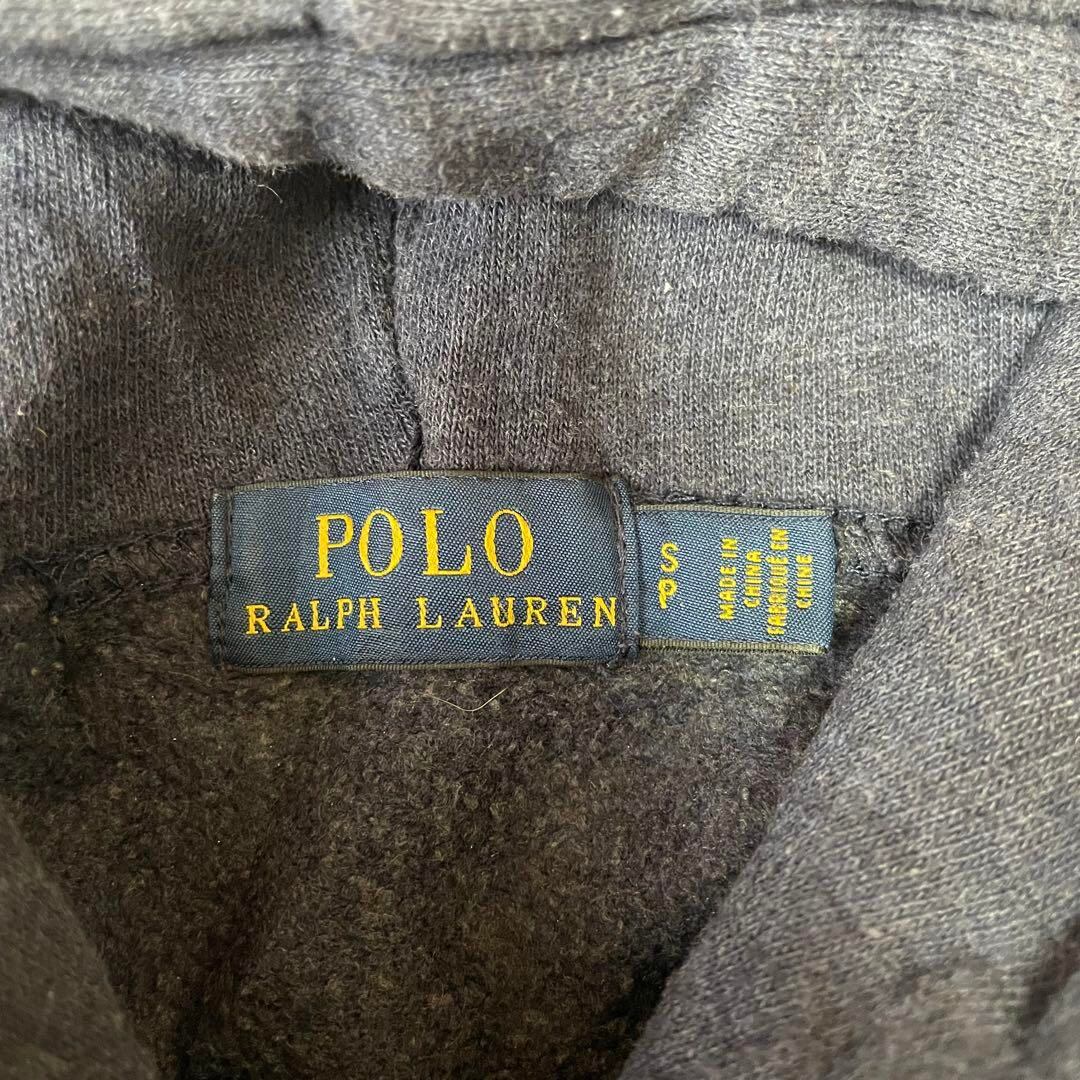 POLO
RALPH LAUREN
S
P
MADE IN
CHINA
FABRIQUÉ EN
CHINE